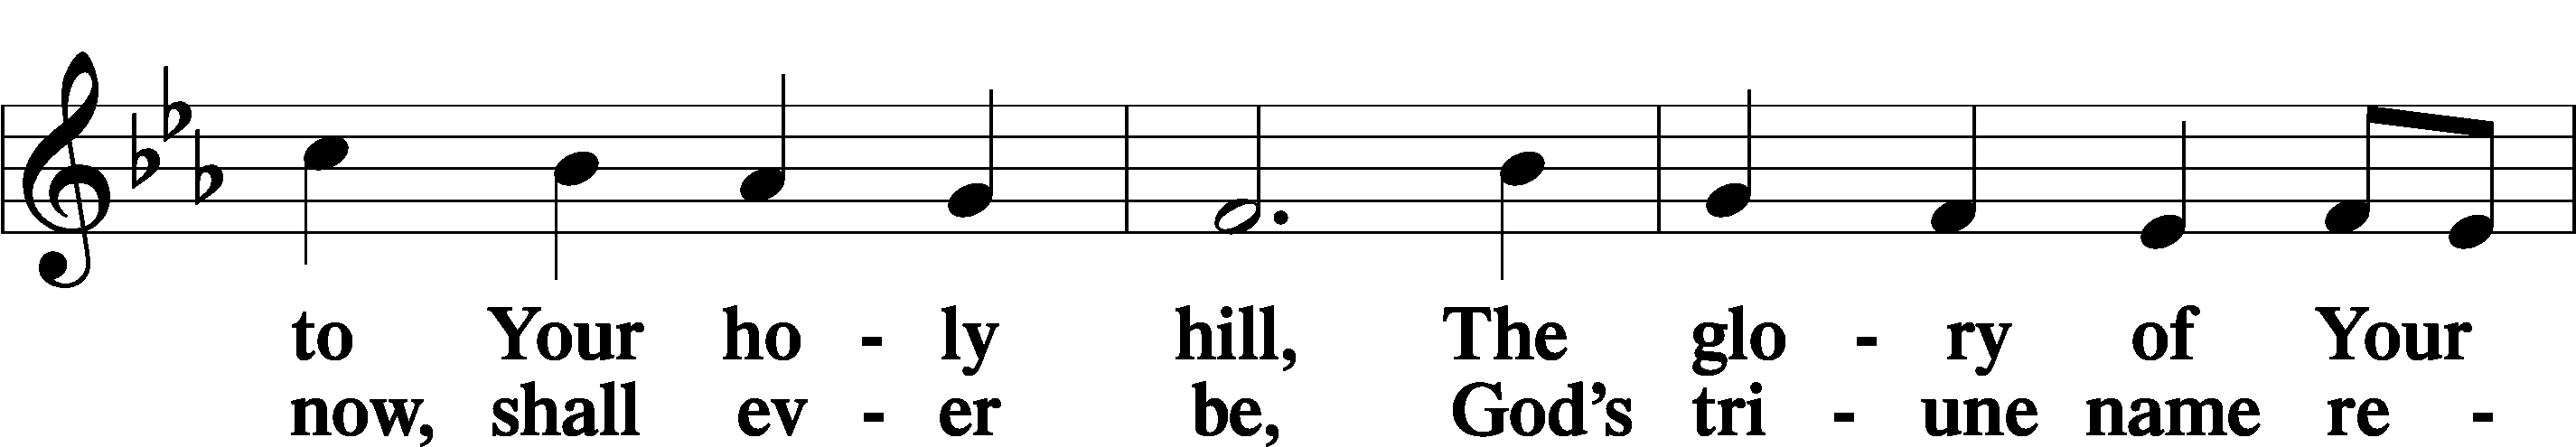 to Your ho - ly hill, The glo - ry of Your
now, shall ev - er be, God’s tri - une name re -